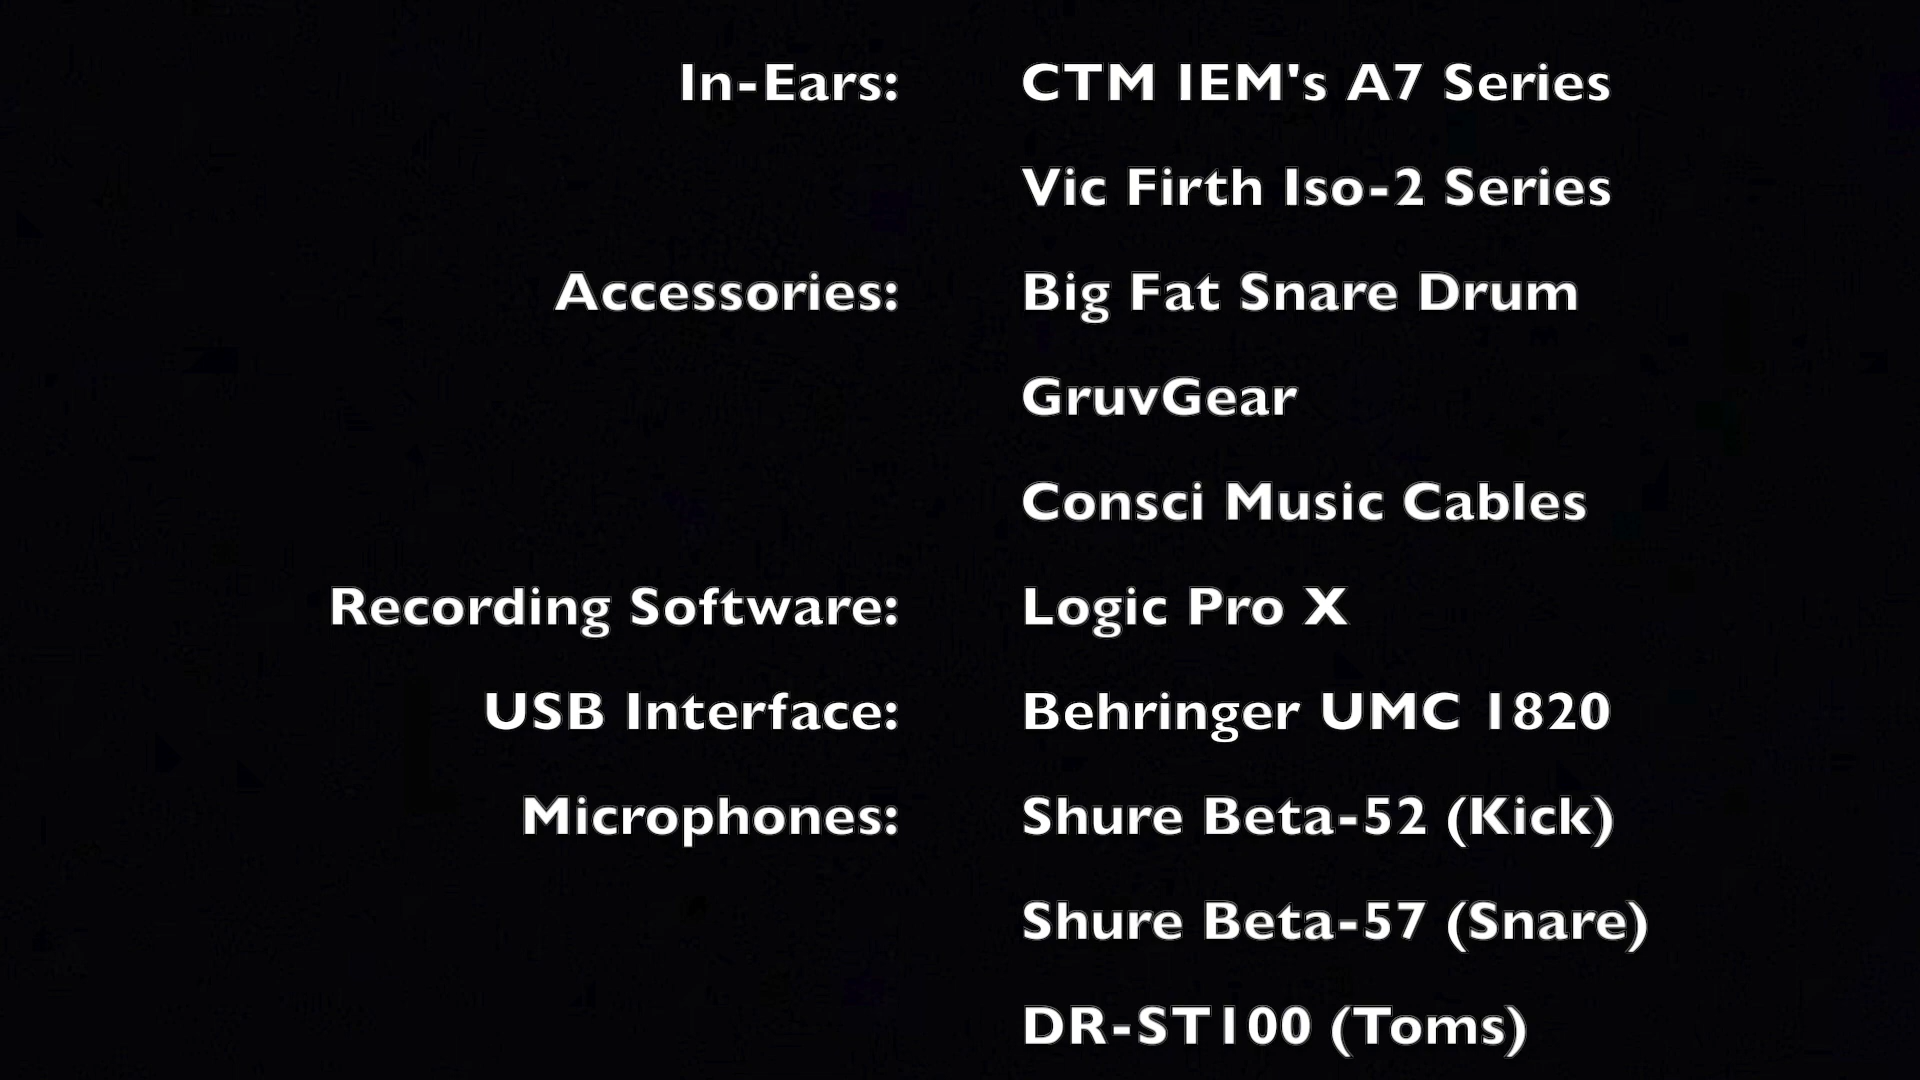 In-Ears: CTM IEM's A7 Series
Vic Firth Iso-2 Series
Accessories: Big Fat Snare Drum
GruvGear
Consci Music Cables
Recording Software: Logic Pro X
USB Interface: Behringer UMC 1820
Microphones: Shure Beta-52 (Kick)
Shure Beta-57 (Snare)
DR-ST100 (Toms)